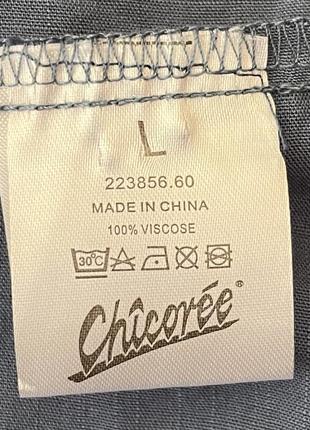 L
223856.60
MADE IN CHINA
100% VISCOSE
30°C
Chicorée®